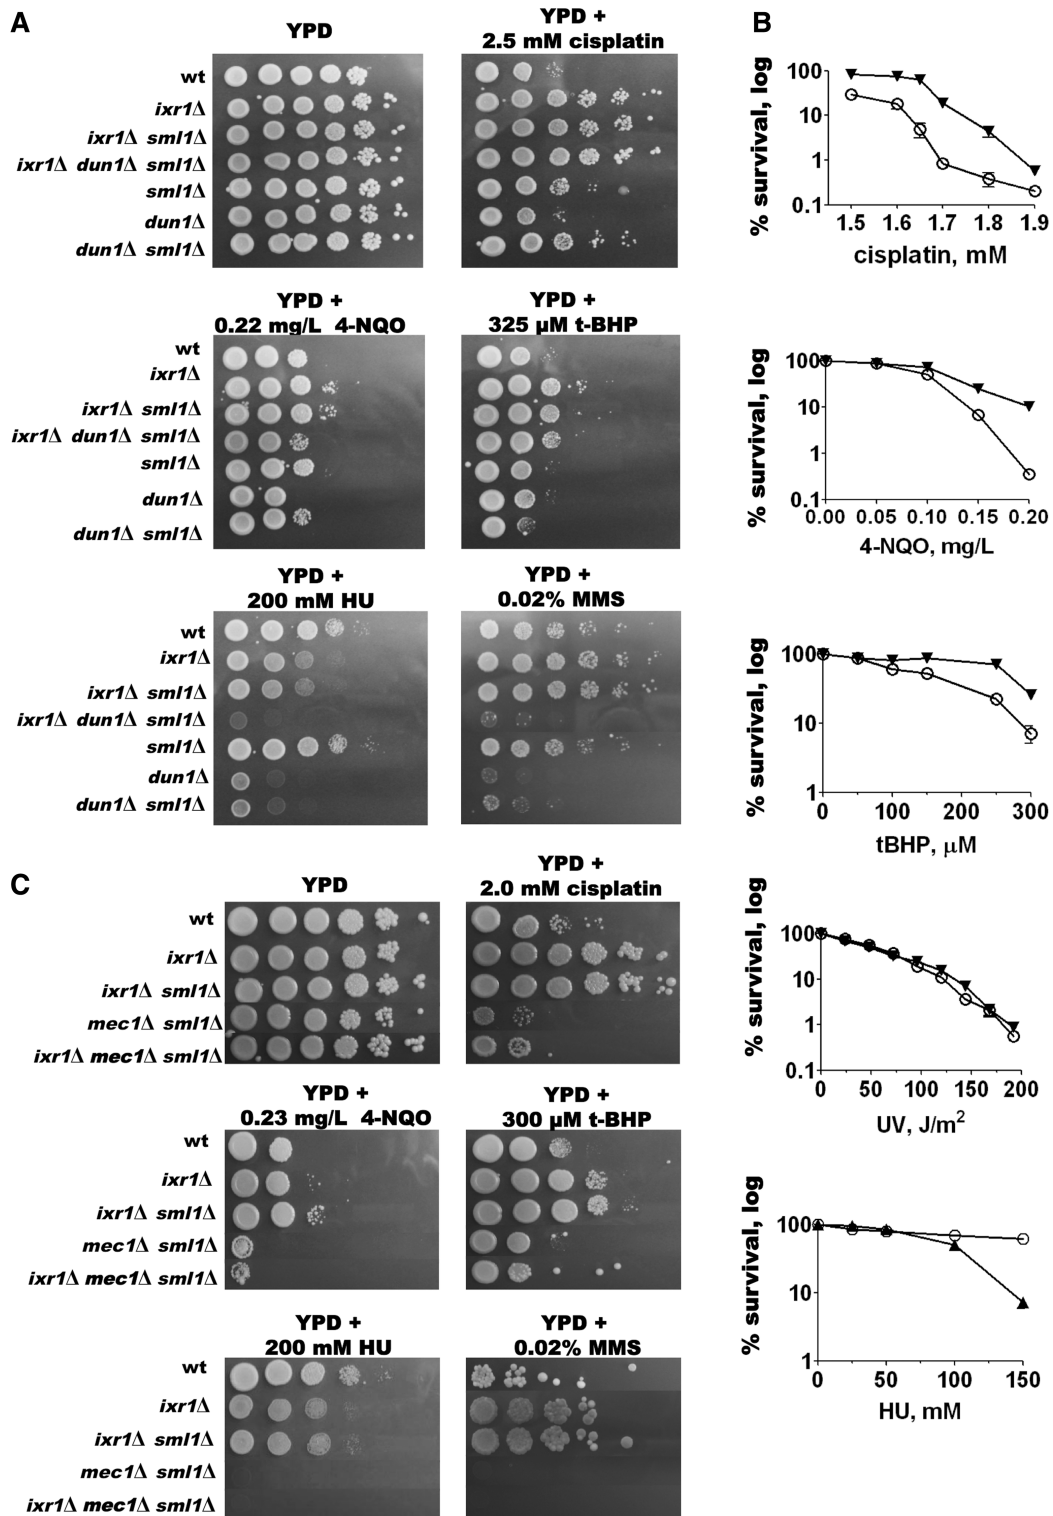 A
YPD
YPD +
2.5 mM cisplatin
wt
ixr1Δ
ixr1Δ sml1Δ
ixr1Δ dun1Δ sml1Δ
sml1Δ
dun1Δ
dun1Δ sml1Δ
YPD +
0.22 mg/L 4-NQO
YPD +
325 µM t-BHP
wt
ixr1Δ
ixr1Δ sml1Δ
ixr1Δ dun1Δ sml1Δ
sml1Δ
dun1Δ
dun1Δ sml1Δ
YPD +
200 mM HU
YPD +
0.02% MMS
wt
ixr1Δ
ixr1Δ sml1Δ
ixr1Δ dun1Δ sml1Δ
sml1Δ
dun1Δ
dun1Δ sml1Δ
B
% survival, log
100
10
1
0.1
1.5 1.6 1.7 1.8 1.9
cisplatin, mM
% survival, log
100
10
1
0.1
0.00 0.05 0.10 0.15 0.20
4-NQO, mg/L
% survival, log
100
10
1
0 100 200 300
tBHP, µM
% survival, log
100
10
1
0.1
0 50 100 150 200
UV, J/m²
% survival, log
100
10
1
0 50 100 150
HU, mM
C
YPD
YPD +
2.0 mM cisplatin
wt
ixr1Δ
ixr1Δ sml1Δ
mec1Δ sml1Δ
ixr1Δ mec1Δ sml1Δ
YPD +
0.23 mg/L 4-NQO
YPD +
300 µM t-BHP
wt
ixr1Δ
ixr1Δ sml1Δ
mec1Δ sml1Δ
ixr1Δ mec1Δ sml1Δ
YPD +
200 mM HU
YPD +
0.02% MMS
wt
ixr1Δ
ixr1Δ sml1Δ
mec1Δ sml1Δ
ixr1Δ mec1Δ sml1Δ